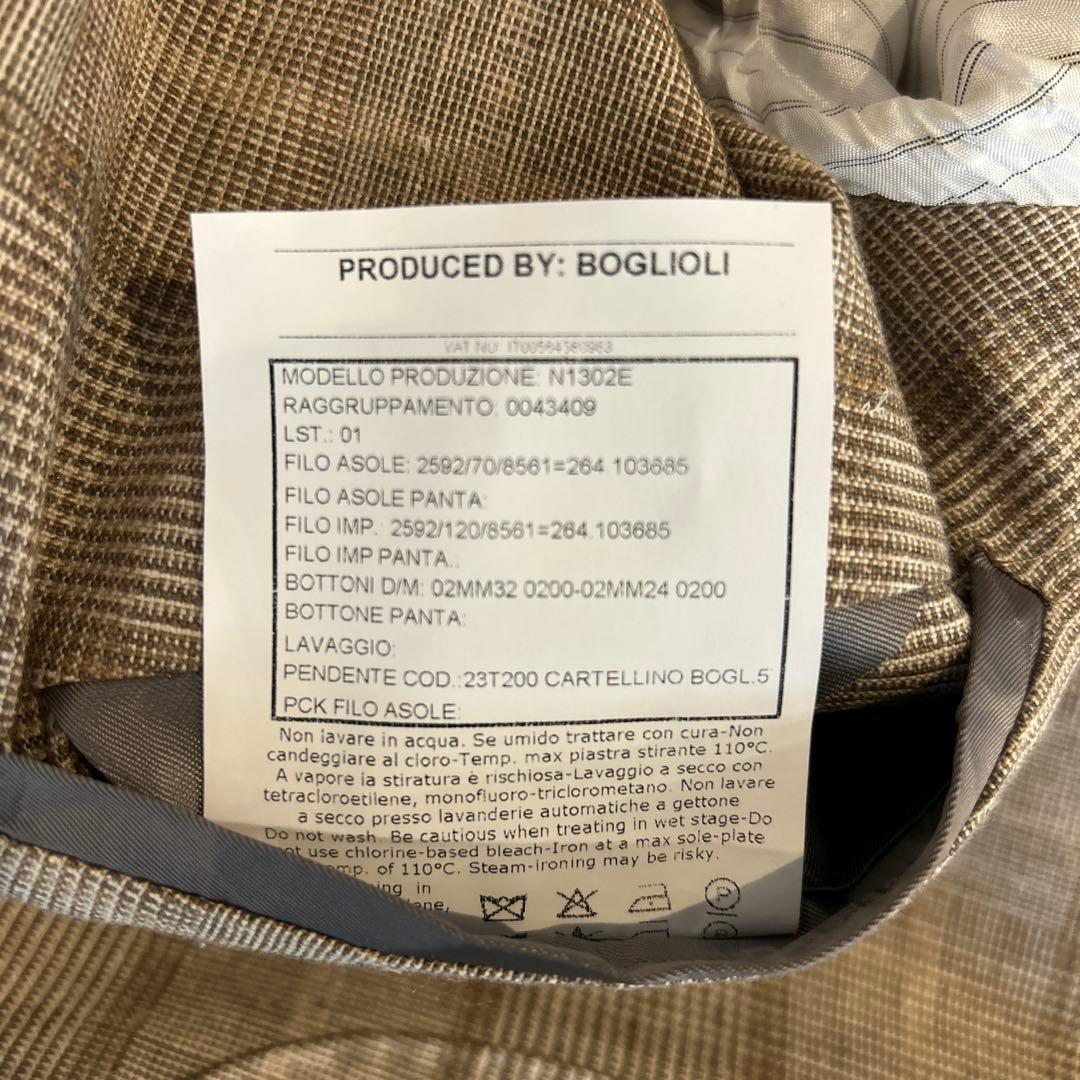 PRODUCED BY: BOGLIOLI
VAT NO: IT00564580983
MODELLO PRODUZIONE: N1302E
RAGGRUPPAMENTO: 0043409
LST.: 01
FILO ASOLE: 2592/70/8561=264 103685
FILO ASOLE PANTA:
FILO IMP.: 2592/120/8561=264 103685
FILO IMP PANTA.:
BOTTONI D/M: 02MM32 0200-02MM24 0200
BOTTONE PANTA:
LAVAGGIO:
PENDENTE COD.:23T200 CARTELLINO BOGL.5
PCK FILO ASOLE:
Non lavare in acqua. Se umido trattare con cura-Non
candeggiare al cloro-Temp. max piastra stirante 110°C.
A vapore la stiratura è rischiosa-Lavaggio a secco con
tetracloroetilene, monofluoro-triclorometano. Non lavare
a secco presso lavanderie automatiche a gettone
Do not wash. Be cautious when treating in wet stage-Do
not use chlorine-based bleach-Iron at a max sole-plate
temp. of 110°C. Steam-ironing may be risky.
in
P